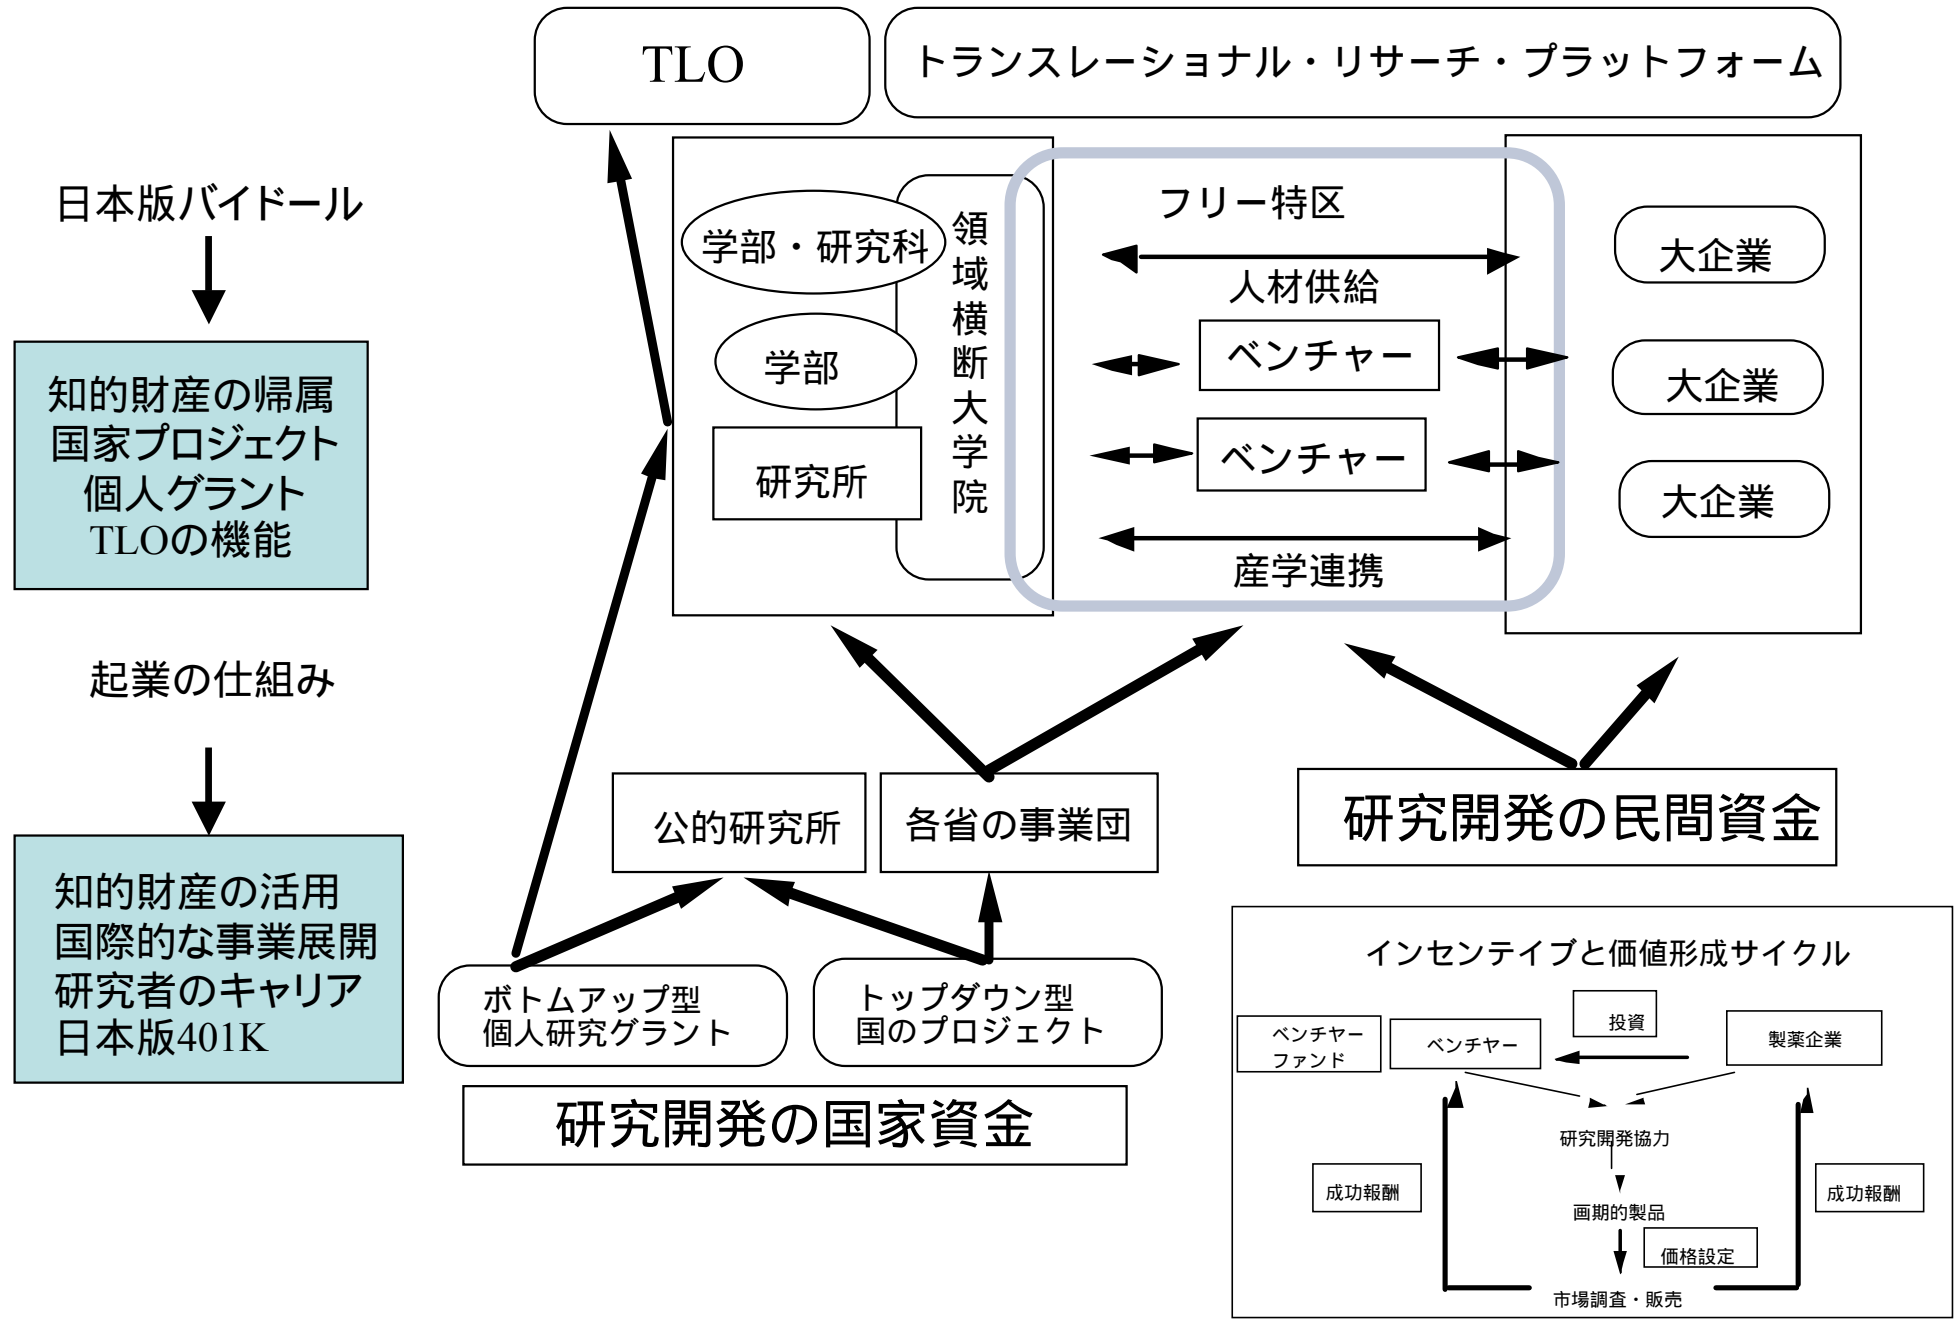 TLO
トランスレーショナル・リサーチ・プラットフォーム
日本版バイドール
知的財産の帰属
国家プロジェクト
個人グラント
TLOの機能
起業の仕組み
知的財産の活用
国際的な事業展開
研究者のキャリア
日本版401K
学部・研究科
学部
研究所
領域横断大学院
フリー特区
人材供給
ベンチャー
ベンチャー
産学連携
大企業
大企業
大企業
公的研究所
各省の事業団
研究開発の民間資金
ボトムアップ型
個人研究グラント
トップダウン型
国のプロジェクト
研究開発の国家資金
インセンテイブと価値形成サイクル
ベンチヤー
ファンド
ベンチヤー
投資
製薬企業
研究開発協力
成功報酬
画期的製品
成功報酬
価格設定
市場調査・販売